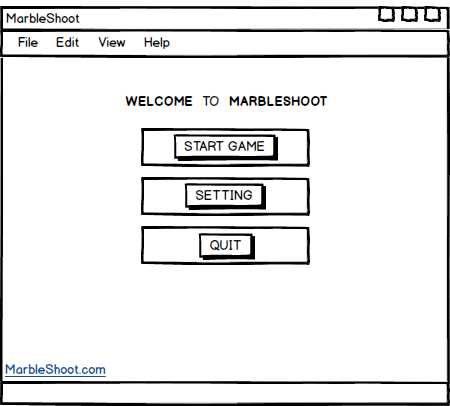 MarbleShoot
File Edit View Help
WELCOME TO MARBLESHOOT
START GAME
SETTING
QUIT
MarbleShoot.com